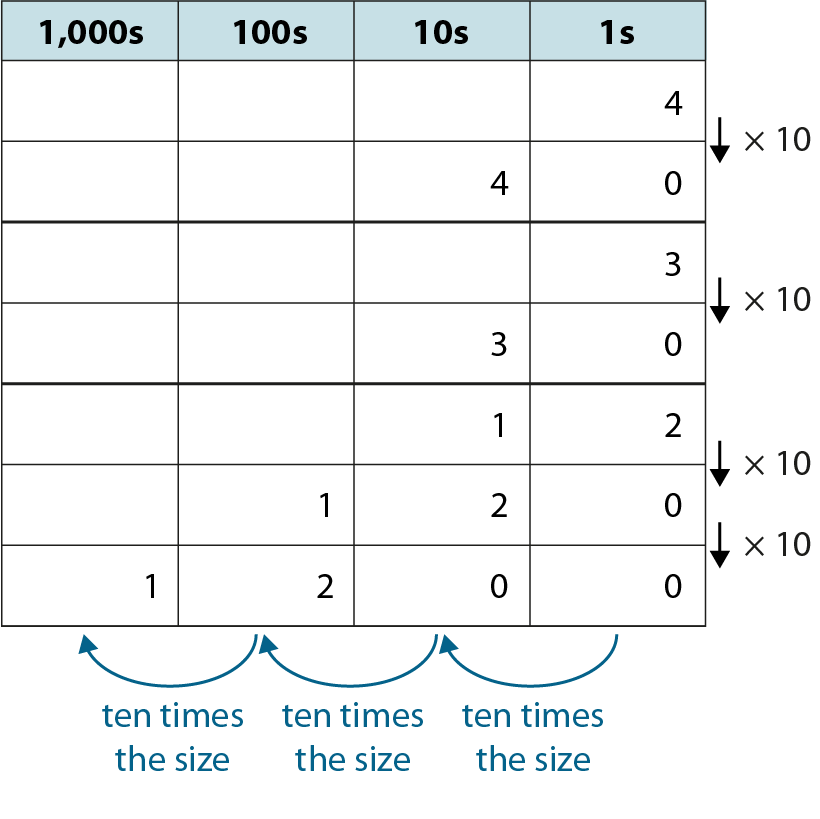 1,000s 100s 10s 1s
4
× 10
4 0
3
× 10
3 0
1 2
× 10
1 2 0
× 10
1 2 0 0
ten times ten times ten times
the size the size the size